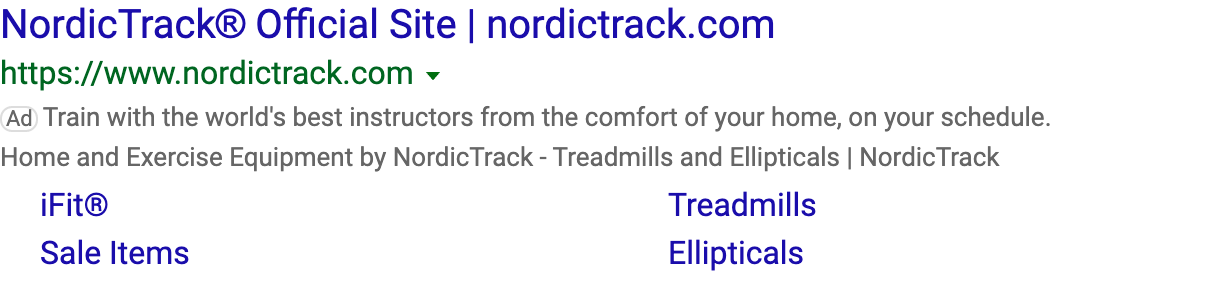 NordicTrack® Official Site | nordictrack.com
https://www.nordictrack.com
Ad Train with the world's best instructors from the comfort of your home, on your schedule.
Home and Exercise Equipment by NordicTrack - Treadmills and Ellipticals | NordicTrack
iFit® Treadmills
Sale Items Ellipticals